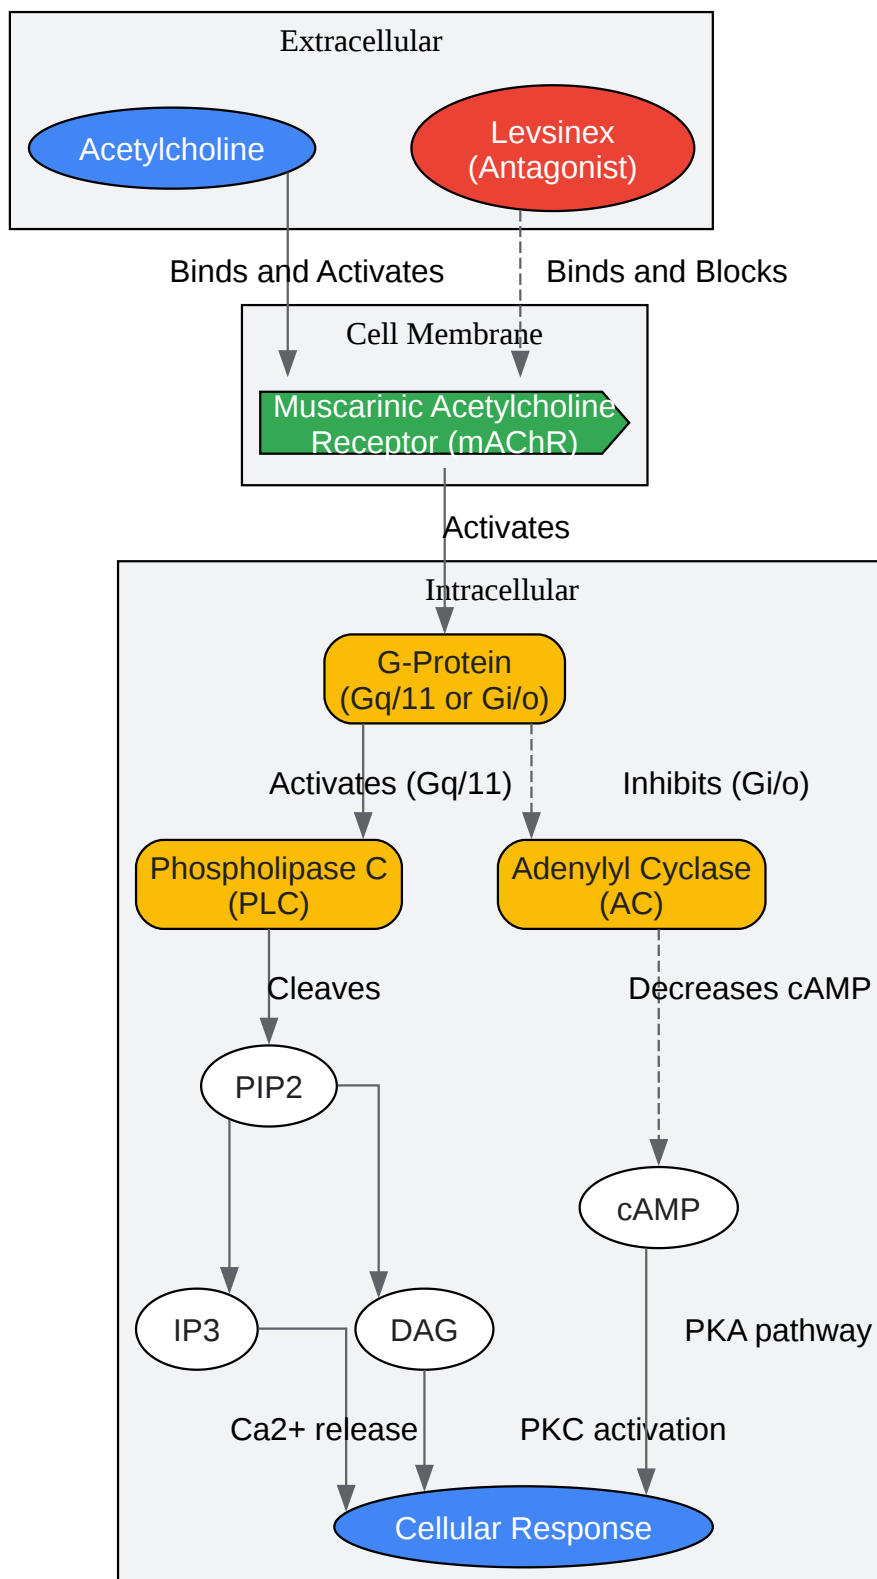 Extracellular
Acetylcholine
Levsinex
(Antagonist)
Binds and Activates
Binds and Blocks
Cell Membrane
Muscarinic Acetylcholine
Receptor (mAChR)
Activates
Intracellular
G-Protein
(Gq/11 or Gi/o)
Activates (Gq/11)
Inhibits (Gi/o)
Phospholipase C
(PLC)
Adenylyl Cyclase
(AC)
Cleaves
Decreases cAMP
PIP2
cAMP
IP3
DAG
PKA pathway
Ca2+ release
PKC activation
Cellular Response